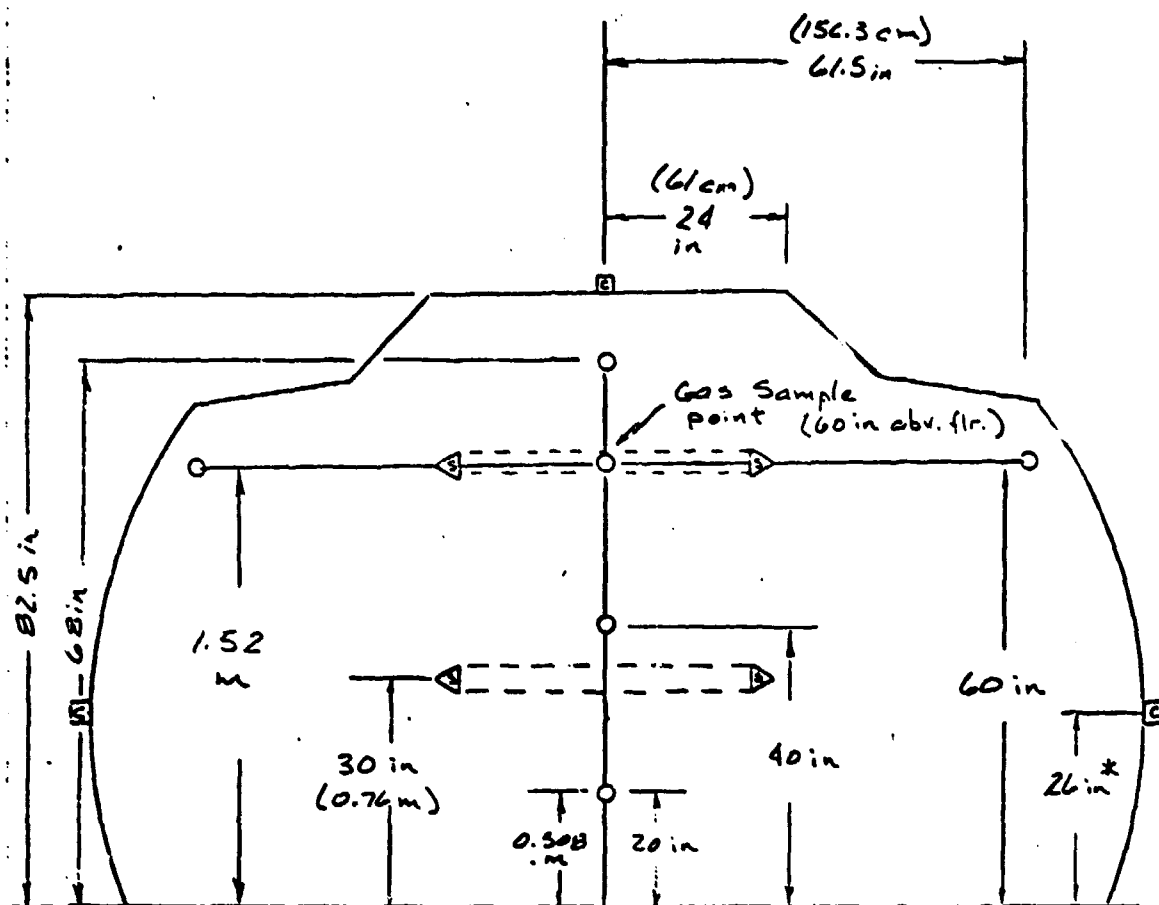 (156.3 cm)
61.5 in
(61 cm)
24
in
C
Gas Sample
point (60 in abv. flr.)
S
S
82.5 in
68 in
1.52
m
S
S
60 in
C
30 in
(0.76 m)
40 in
26 in*
0.508
m
20 in